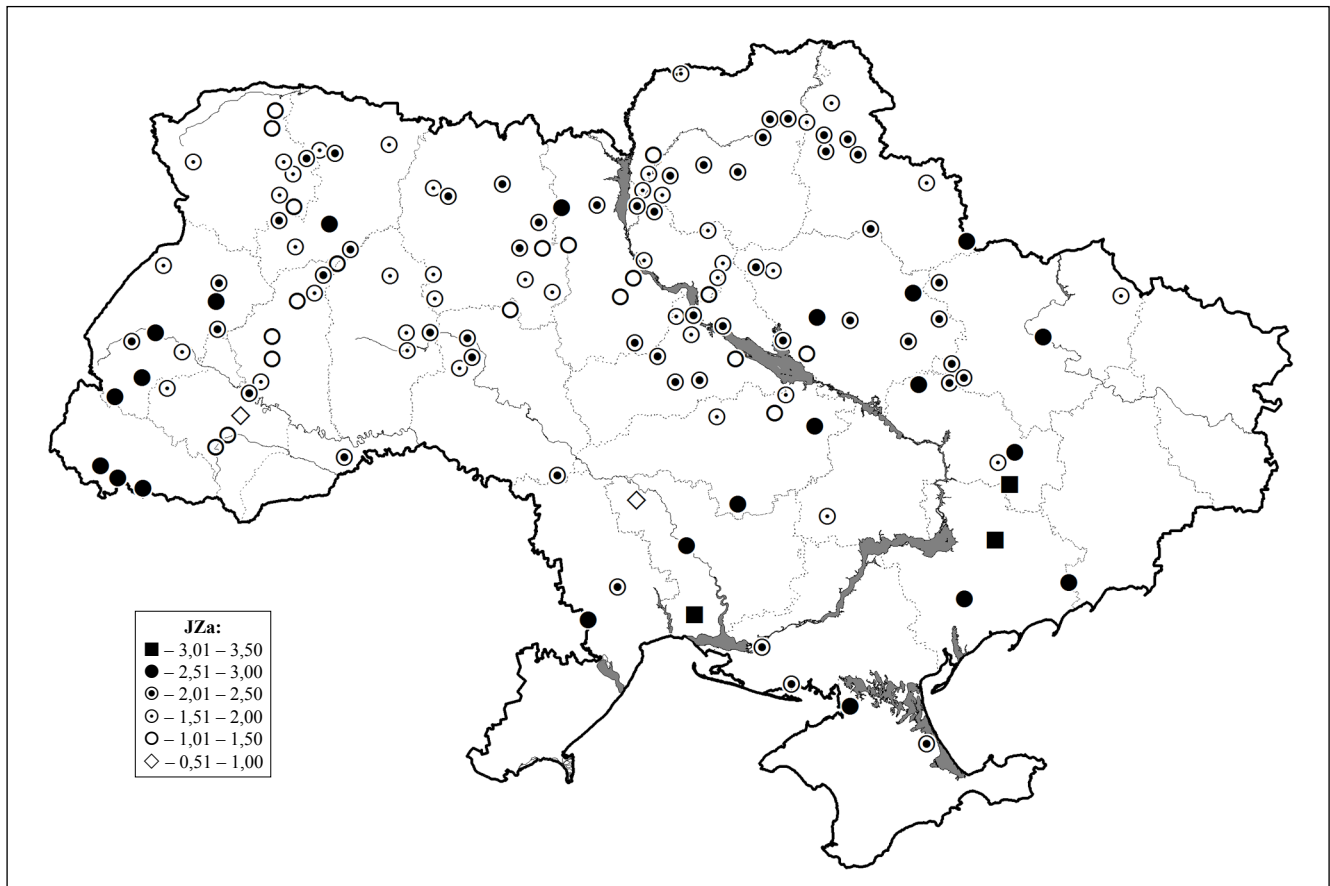 JZa:
– 3,01 – 3,50
– 2,51 – 3,00
– 2,01 – 2,50
– 1,51 – 2,00
– 1,01 – 1,50
– 0,51 – 1,00